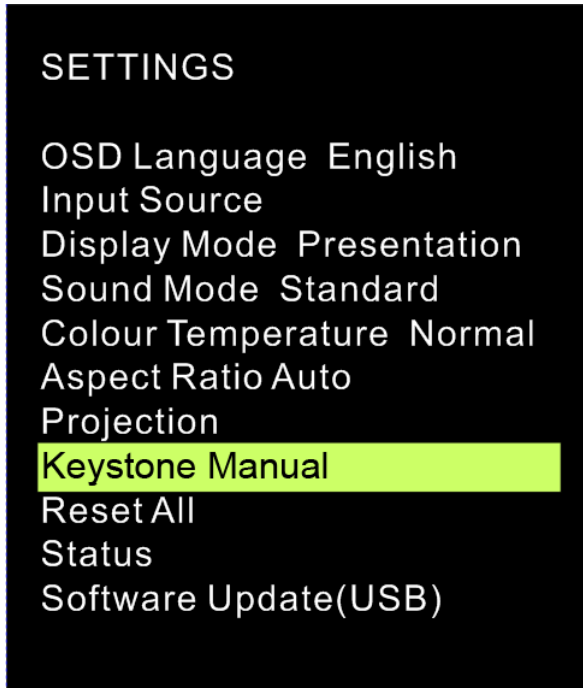 SETTINGS
OSD Language English
Input Source
Display Mode Presentation
Sound Mode Standard
Colour Temperature Normal
Aspect Ratio Auto
Projection
Keystone Manual
Reset All
Status
Software Update(USB)